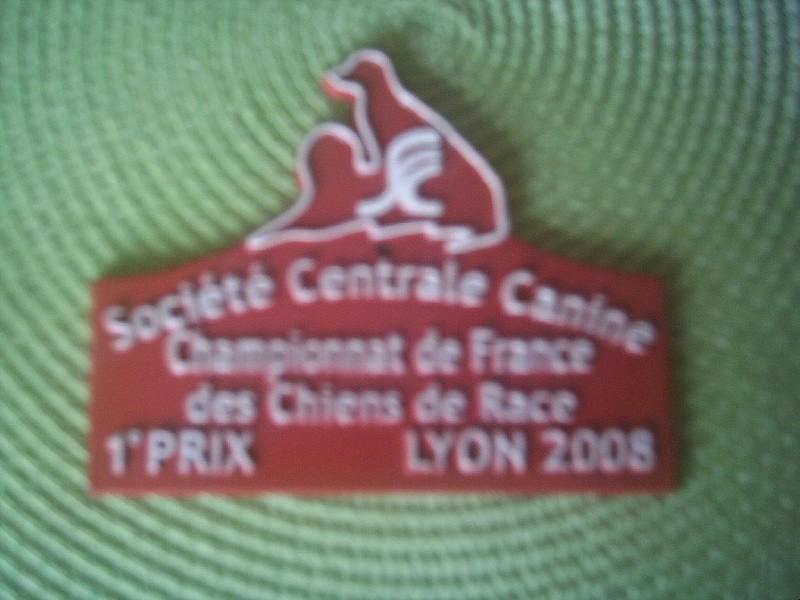 Société Centrale Canine
Championnat de France
des Chiens de Race
1° PRIX LYON 2008